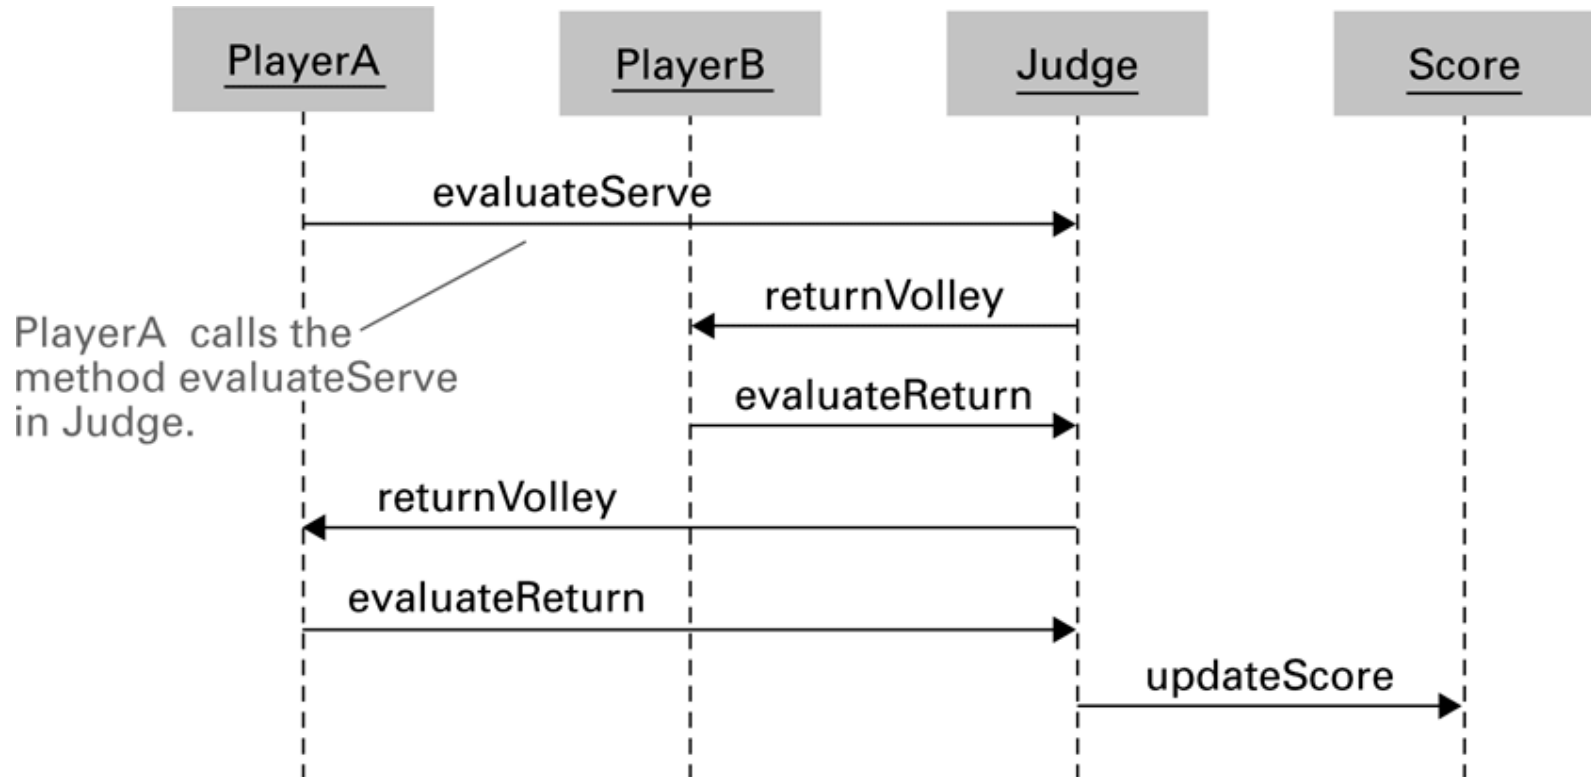 PlayerA
PlayerB
Judge
Score
evaluateServe
returnVolley
PlayerA calls the
method evaluateServe
in Judge.
evaluateReturn
returnVolley
evaluateReturn
updateScore